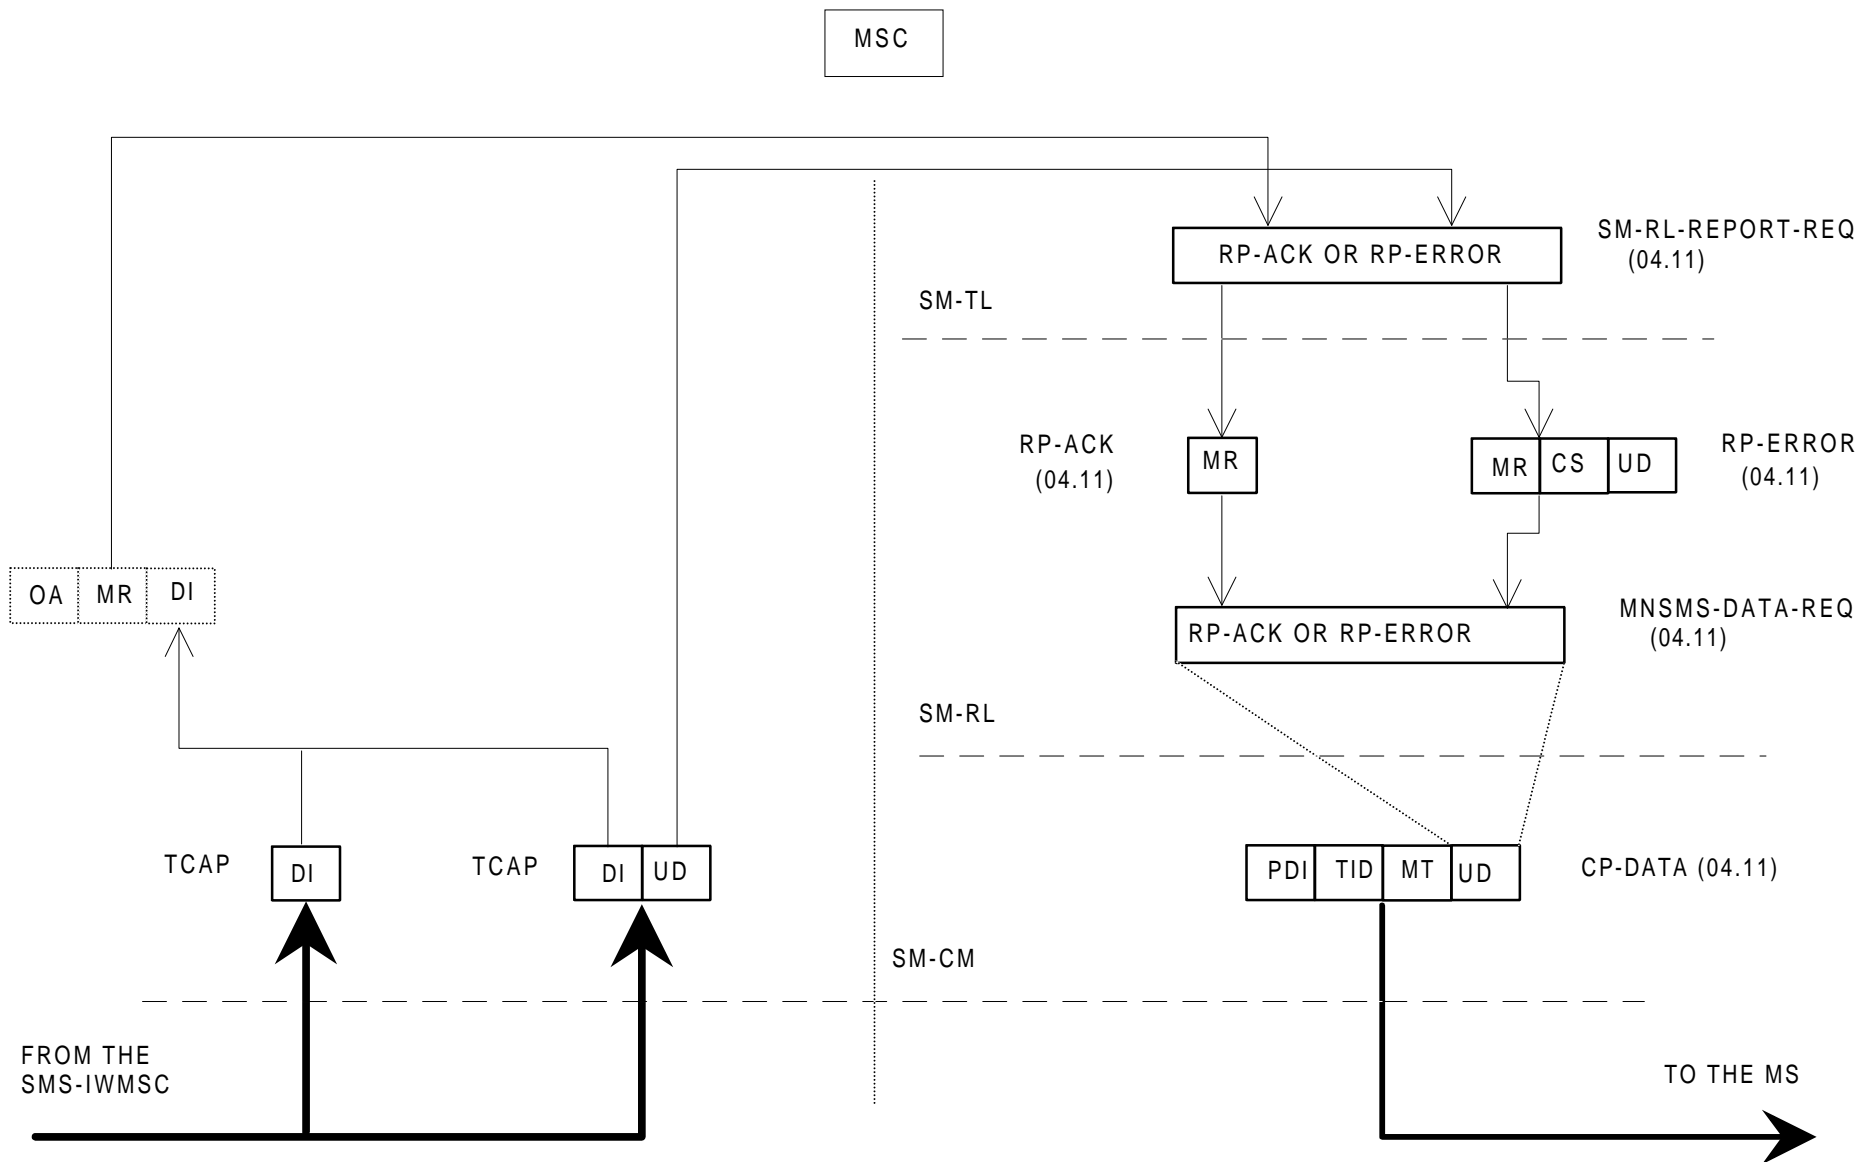 MSC
SM-RL-REPORT-REQ
(04.11)
RP-ACK OR RP-ERROR
SM-TL
RP-ACK
(04.11)
MR
MR CS UD
RP-ERROR
(04.11)
OA MR DI
RP-ACK OR RP-ERROR
MNSMS-DATA-REQ
(04.11)
SM-RL
TCAP DI
TCAP DI UD
PDI TID MT UD
CP-DATA (04.11)
SM-CM
FROM THE
SMS-IWMSC
TO THE MS